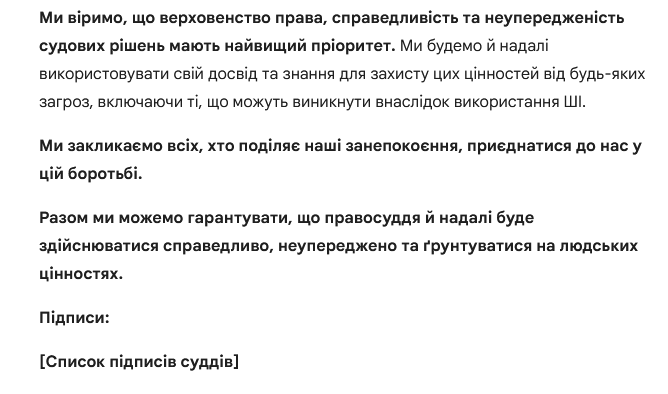 Ми віримо, що верховенство права, справедливість та неупередженість
судових рішень мають найвищий пріоритет. Ми будемо й надалі
використовувати свій досвід та знання для захисту цих цінностей від будь-яких
загроз, включаючи ті, що можуть виникнути внаслідок використання ШІ.
Ми закликаємо всіх, хто поділяє наші занепокоєння, приєднатися до нас у
цій боротьбі.
Разом ми можемо гарантувати, що правосуддя й надалі буде
здійснюватися справедливо, неупереджено та ґрунтуватися на людських
цінностях.
Підписи:
[Список підписів суддів]